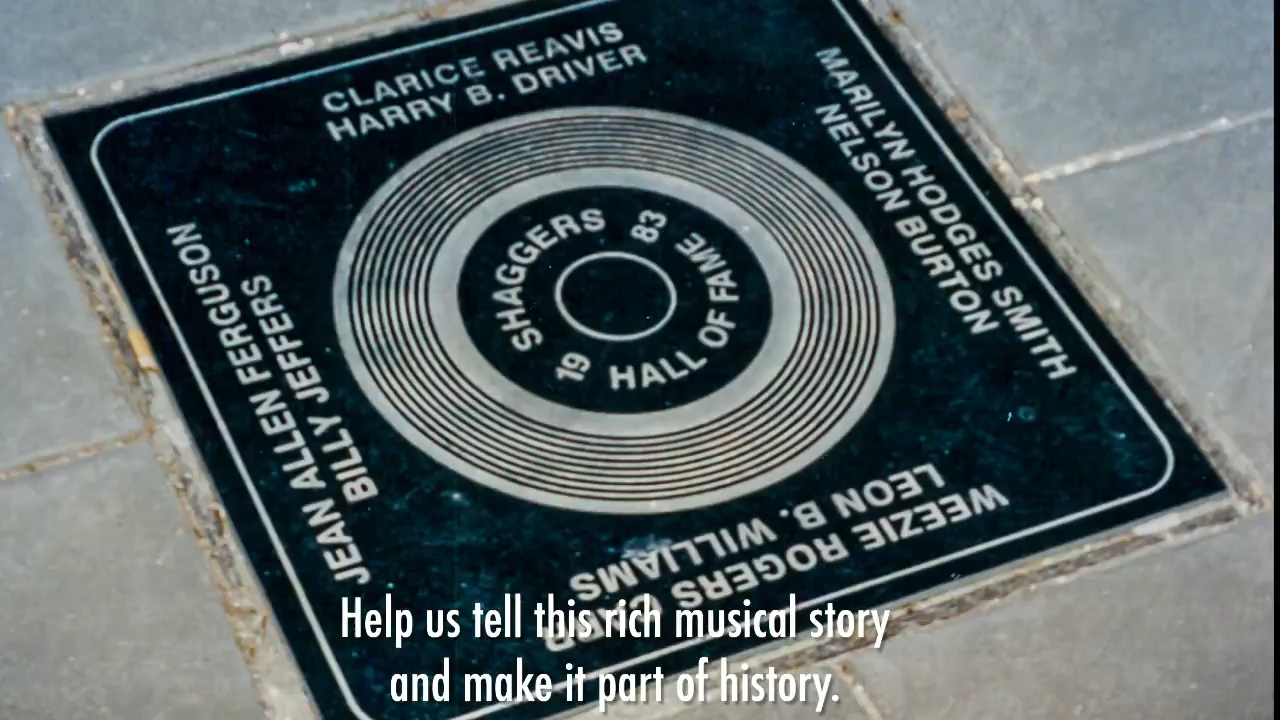 CLARICE REAVIS
HARRY B. DRIVER
MARILYN HODGES SMITH
NELSON BURTON
JEAN ALLEN FERGUSON
BILLY JEFFERS
SHAGGERS
HALL OF FAME
19 83
WEEZIE ROGERS
LEON B. WILLIAMS
Help us tell this rich musical story
and make it part of history.